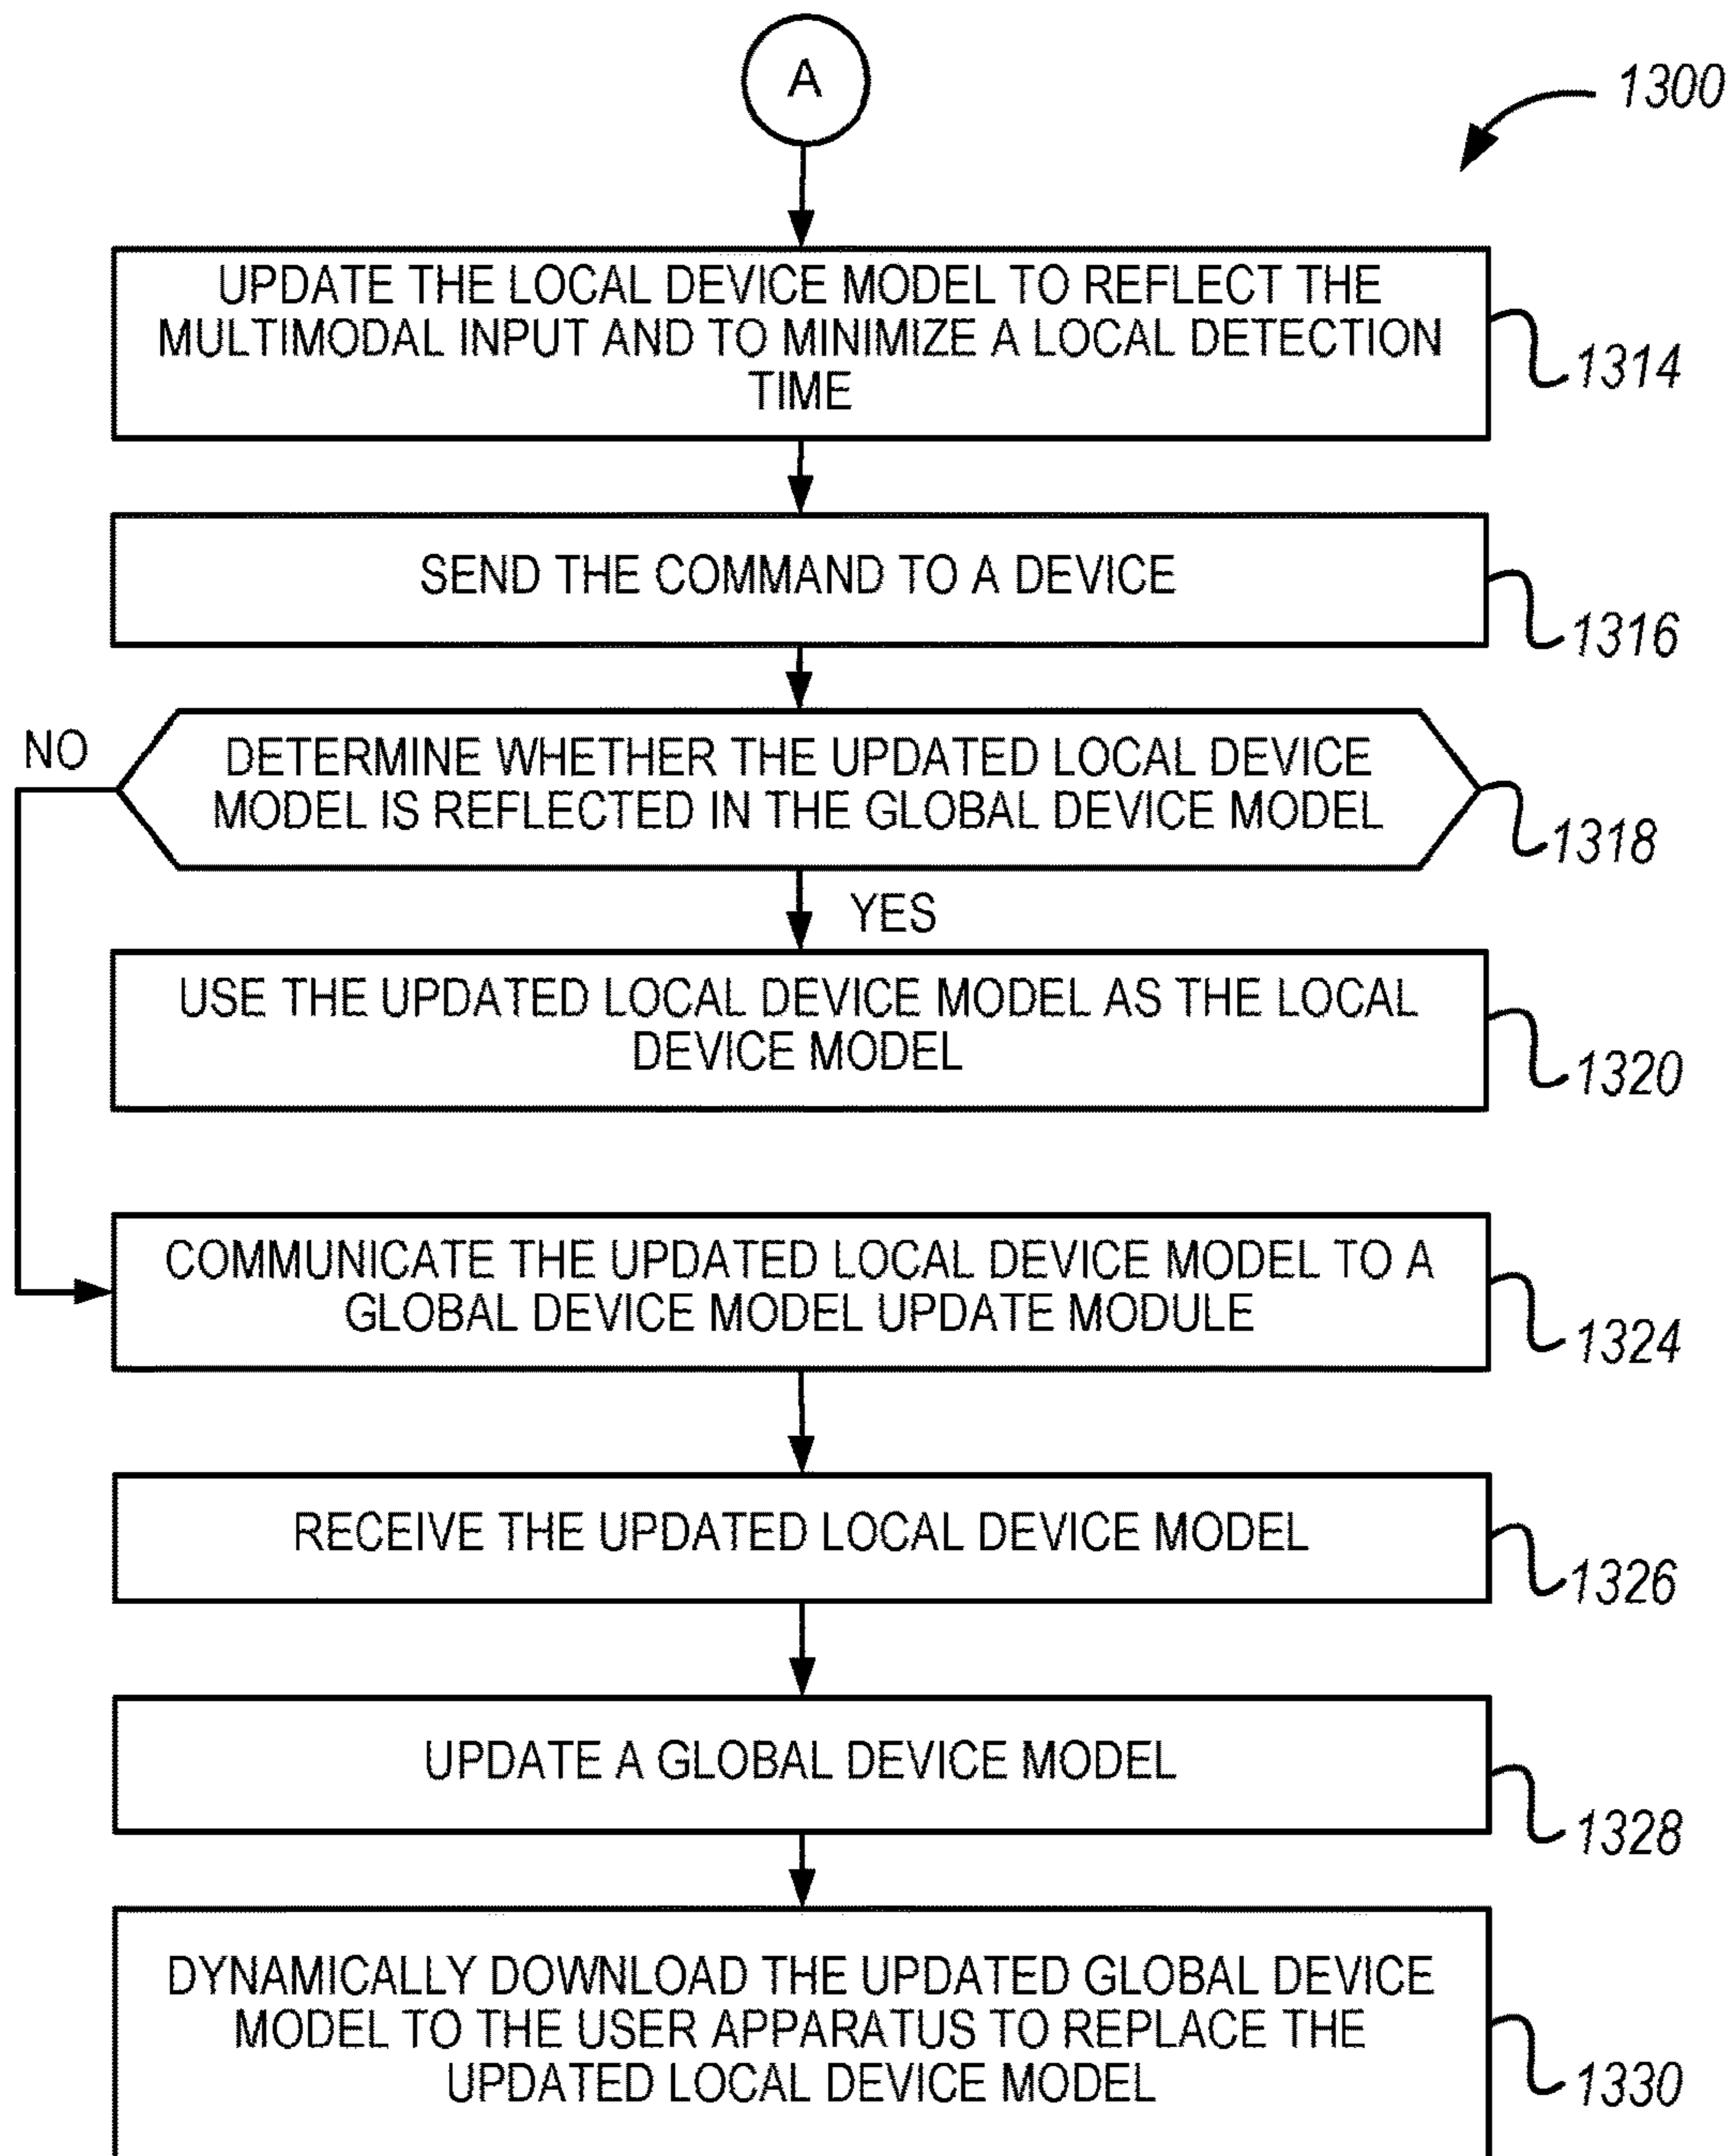 A
1300
UPDATE THE LOCAL DEVICE MODEL TO REFLECT THE
MULTIMODAL INPUT AND TO MINIMIZE A LOCAL DETECTION
TIME
1314
SEND THE COMMAND TO A DEVICE
1316
NO
DETERMINE WHETHER THE UPDATED LOCAL DEVICE
MODEL IS REFLECTED IN THE GLOBAL DEVICE MODEL
1318
YES
USE THE UPDATED LOCAL DEVICE MODEL AS THE LOCAL
DEVICE MODEL
1320
COMMUNICATE THE UPDATED LOCAL DEVICE MODEL TO A
GLOBAL DEVICE MODEL UPDATE MODULE
1324
RECEIVE THE UPDATED LOCAL DEVICE MODEL
1326
UPDATE A GLOBAL DEVICE MODEL
1328
DYNAMICALLY DOWNLOAD THE UPDATED GLOBAL DEVICE
MODEL TO THE USER APPARATUS TO REPLACE THE
UPDATED LOCAL DEVICE MODEL
1330